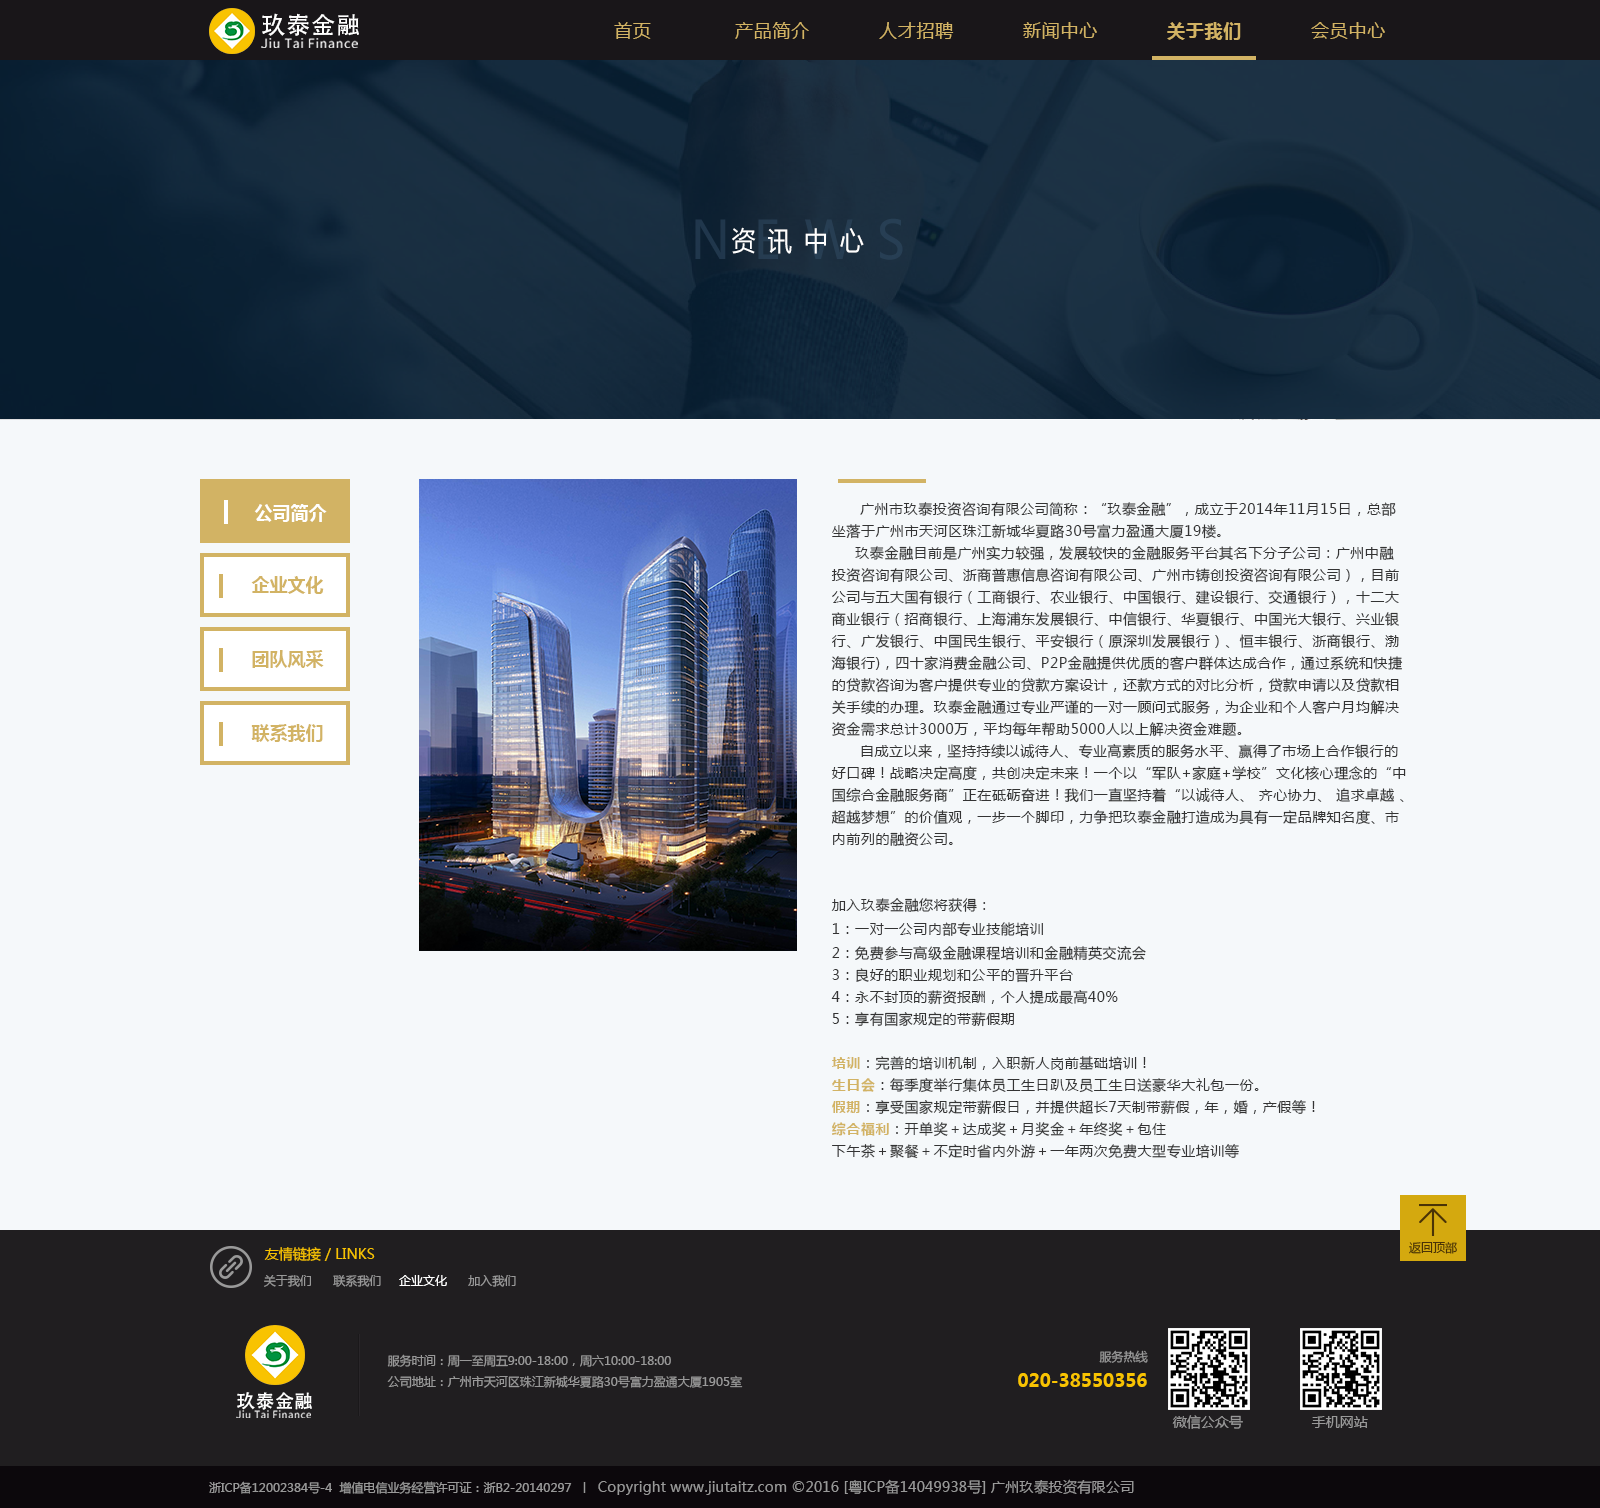 玖泰金融
Jiu Tai Finance
首页 产品简介 人才招聘 新闻中心 关于我们 会员中心
NEWS
资讯中心
公司简介
企业文化
团队风采
联系我们
广州市玖泰投资咨询有限公司简称：“玖泰金融”，成立于2014年11月15日，总部
坐落于广州市天河区珠江新城华夏路30号富力盈通大厦19楼。
玖泰金融目前是广州实力较强，发展较快的金融服务平台其名下分子公司：广州中融
投资咨询有限公司、浙商普惠信息咨询有限公司、广州市铸创投资咨询有限公司），目前
公司与五大国有银行（工商银行、农业银行、中国银行、建设银行、交通银行），十二大
商业银行（招商银行、上海浦东发展银行、中信银行、华夏银行、中国光大银行、兴业银
行、广发银行、中国民生银行、平安银行（原深圳发展银行）、恒丰银行、浙商银行、渤
海银行)，四十家消费金融公司、P2P金融提供优质的客户群体达成合作，通过系统和快捷
的贷款咨询为客户提供专业的贷款方案设计，还款方式的对比分析，贷款申请以及贷款相
关手续的办理。玖泰金融通过专业严谨的一对一顾问式服务，为企业和个人客户月均解决
资金需求总计3000万，平均每年帮助5000人以上解决资金难题。
自成立以来，坚持持续以诚待人、专业高素质的服务水平、赢得了市场上合作银行的
好口碑！战略决定高度，共创决定未来！一个以“军队+家庭+学校”文化核心理念的“中
国综合金融服务商”正在砥砺奋进！我们一直坚持着“以诚待人、 齐心协力、 追求卓越 、
超越梦想”的价值观，一步一个脚印，力争把玖泰金融打造成为具有一定品牌知名度、市
内前列的融资公司。
加入玖泰金融您将获得：
1：一对一公司内部专业技能培训
2：免费参与高级金融课程培训和金融精英交流会
3：良好的职业规划和公平的晋升平台
4：永不封顶的薪资报酬，个人提成最高40%
5：享有国家规定的带薪假期
培训：完善的培训机制，入职新人岗前基础培训！
生日会：每季度举行集体员工生日趴及员工生日送豪华大礼包一份。
假期：享受国家规定带薪假日，并提供超长7天制带薪假，年，婚，产假等！
综合福利：开单奖+达成奖+月奖金+年终奖+包住
下午茶+聚餐+不定时省内外游+一年两次免费大型专业培训等
返回顶部
友情链接 / LINKS
关于我们 联系我们 企业文化 加入我们
玖泰金融
Jiu Tai Finance
服务时间：周一至周五9:00-18:00，周六10:00-18:00
公司地址：广州市天河区珠江新城华夏路30号富力盈通大厦1905室
服务热线
020-38550356
微信公众号
手机网站
浙ICP备12002384号-4 增值电信业务经营许可证：浙B2-20140297 | Copyright www.jiutaitz.com ©2016 [粤ICP备14049938号] 广州玖泰投资有限公司